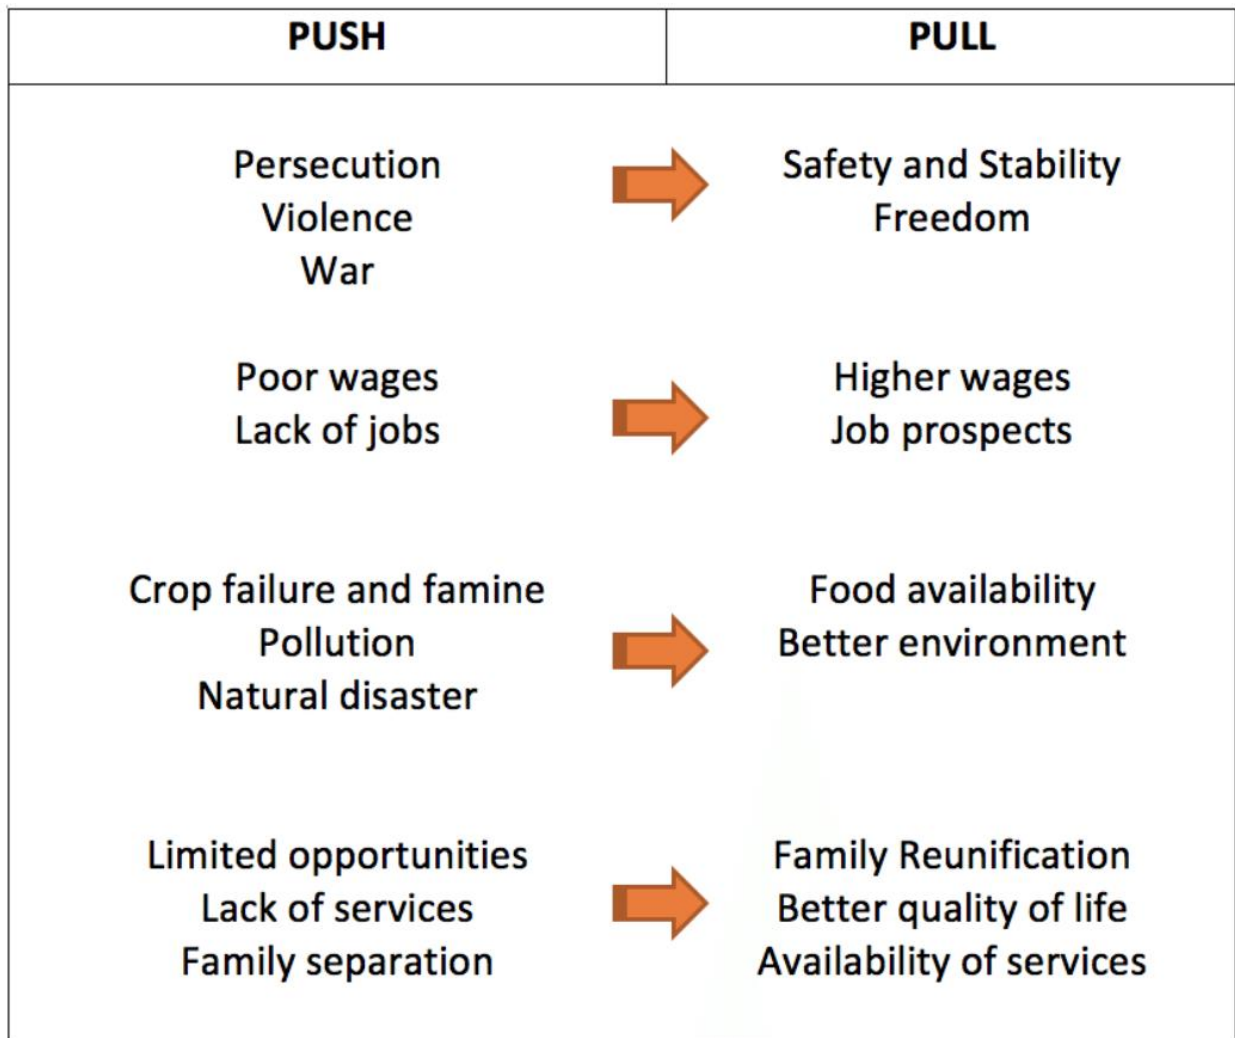 PUSH PULL
Persecution
Violence
War
Safety and Stability
Freedom
Poor wages
Lack of jobs
Higher wages
Job prospects
Crop failure and famine
Pollution
Natural disaster
Food availability
Better environment
Limited opportunities
Lack of services
Family separation
Family Reunification
Better quality of life
Availability of services